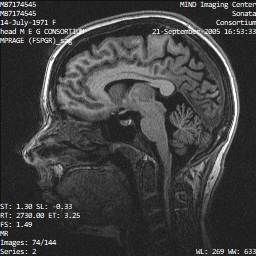 M87174545
M87174545
14-July-1971 F
head M E G CONSORTIUM
MPRAGE (FSPGR)_sag
MIND Imaging Center
Sonata
Consortium
21-September-2005 16:53:33
ST: 1.30 SL: -0.33
RT: 2730.00 ET: 3.25
FS: 1.49
MR
Images: 74/144
Series: 2
WL: 269 WW: 633